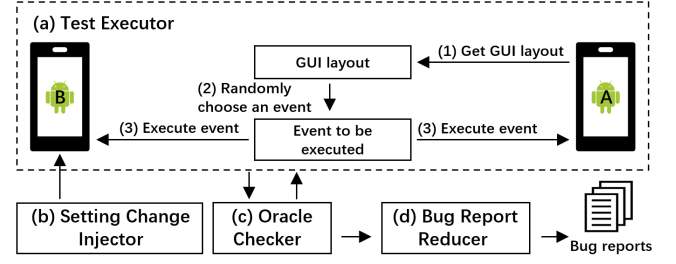 (a) Test Executor
B
GUI layout
(1) Get GUI layout
A
(2) Randomly
choose an event
(3) Execute event
Event to be
executed
(3) Execute event
(b) Setting Change
Injector
(c) Oracle
Checker
(d) Bug Report
Reducer
Bug reports